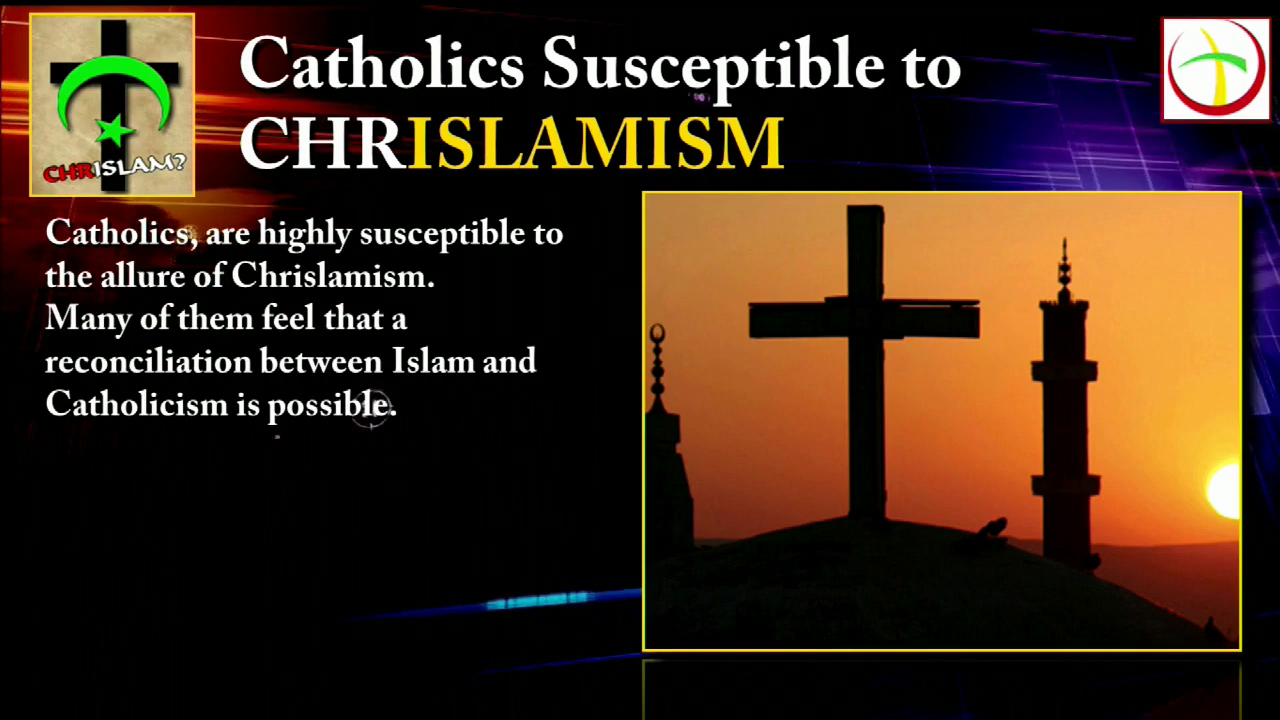 Catholics Susceptible to
CHRISLAMISM
CHRISLAM?
Catholics, are highly susceptible to
the allure of Chrislamism.
Many of them feel that a
reconciliation between Islam and
Catholicism is possible.